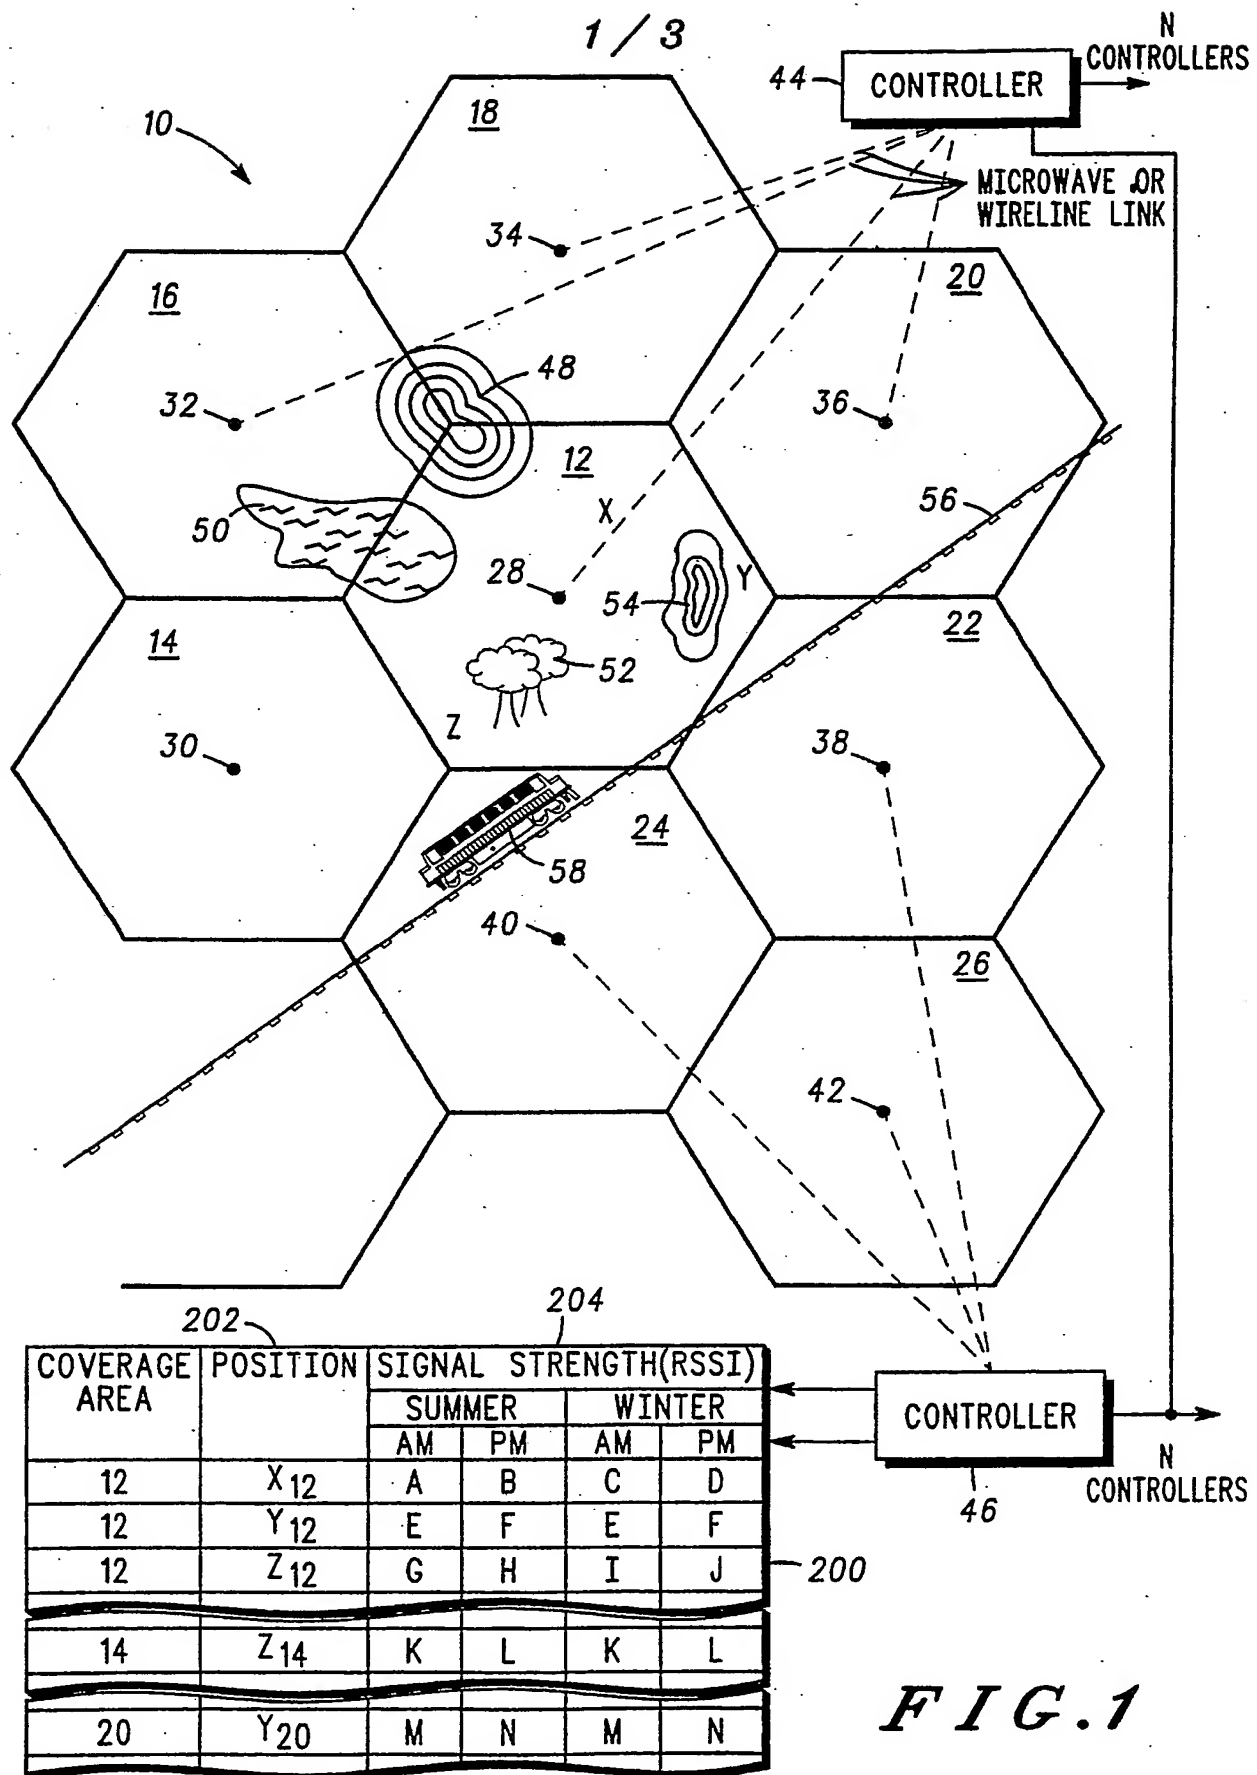 1/3
N
CONTROLLERS
44
CONTROLLER
18
10
MICROWAVE OR
WIRELINE LINK
34
20
16
48
32
36
12
56
X
50
Y
28
54
22
14
52
Z
30
38
24
58
40
26
42
202
204
COVERAGE AREA POSITION SIGNAL STRENGTH(RSSI)
SUMMER WINTER
AM PM AM PM
12 X12 A B C D
12 Y12 E F E F
12 Z12 G H I J
14 Z14 K L K L
20 Y20 M N M N
CONTROLLER
N
CONTROLLERS
46
200
FIG.1